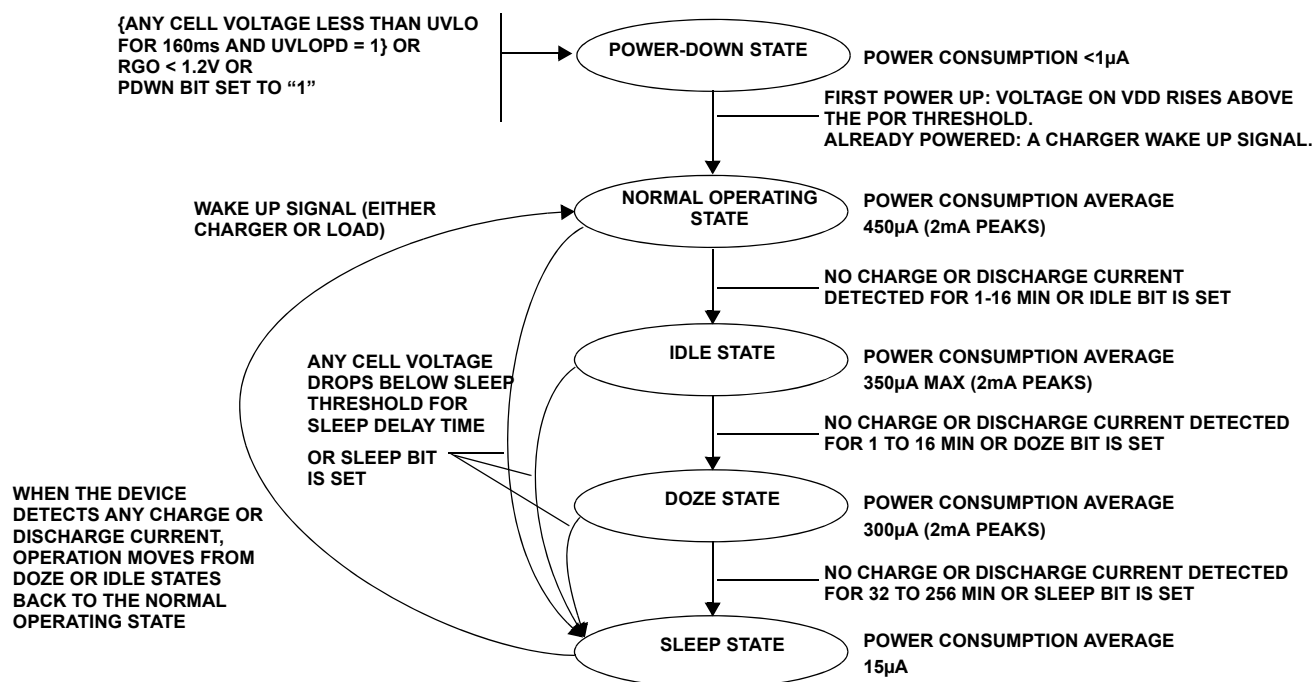 {ANY CELL VOLTAGE LESS THAN UVLO
FOR 160ms AND UVLOPD = 1} OR
RGO < 1.2V OR
PDWN BIT SET TO “1”
POWER-DOWN STATE
POWER CONSUMPTION <1µA
FIRST POWER UP: VOLTAGE ON VDD RISES ABOVE
THE POR THRESHOLD.
ALREADY POWERED: A CHARGER WAKE UP SIGNAL.
WAKE UP SIGNAL (EITHER
CHARGER OR LOAD)
NORMAL OPERATING
STATE
POWER CONSUMPTION AVERAGE
450µA (2mA PEAKS)
NO CHARGE OR DISCHARGE CURRENT
DETECTED FOR 1-16 MIN OR IDLE BIT IS SET
IDLE STATE
POWER CONSUMPTION AVERAGE
350µA MAX (2mA PEAKS)
ANY CELL VOLTAGE
DROPS BELOW SLEEP
THRESHOLD FOR
SLEEP DELAY TIME
OR SLEEP BIT
IS SET
NO CHARGE OR DISCHARGE CURRENT DETECTED
FOR 1 TO 16 MIN OR DOZE BIT IS SET
DOZE STATE
POWER CONSUMPTION AVERAGE
300µA (2mA PEAKS)
WHEN THE DEVICE
DETECTS ANY CHARGE OR
DISCHARGE CURRENT,
OPERATION MOVES FROM
DOZE OR IDLE STATES
BACK TO THE NORMAL
OPERATING STATE
NO CHARGE OR DISCHARGE CURRENT DETECTED
FOR 32 TO 256 MIN OR SLEEP BIT IS SET
SLEEP STATE
POWER CONSUMPTION AVERAGE
15µA